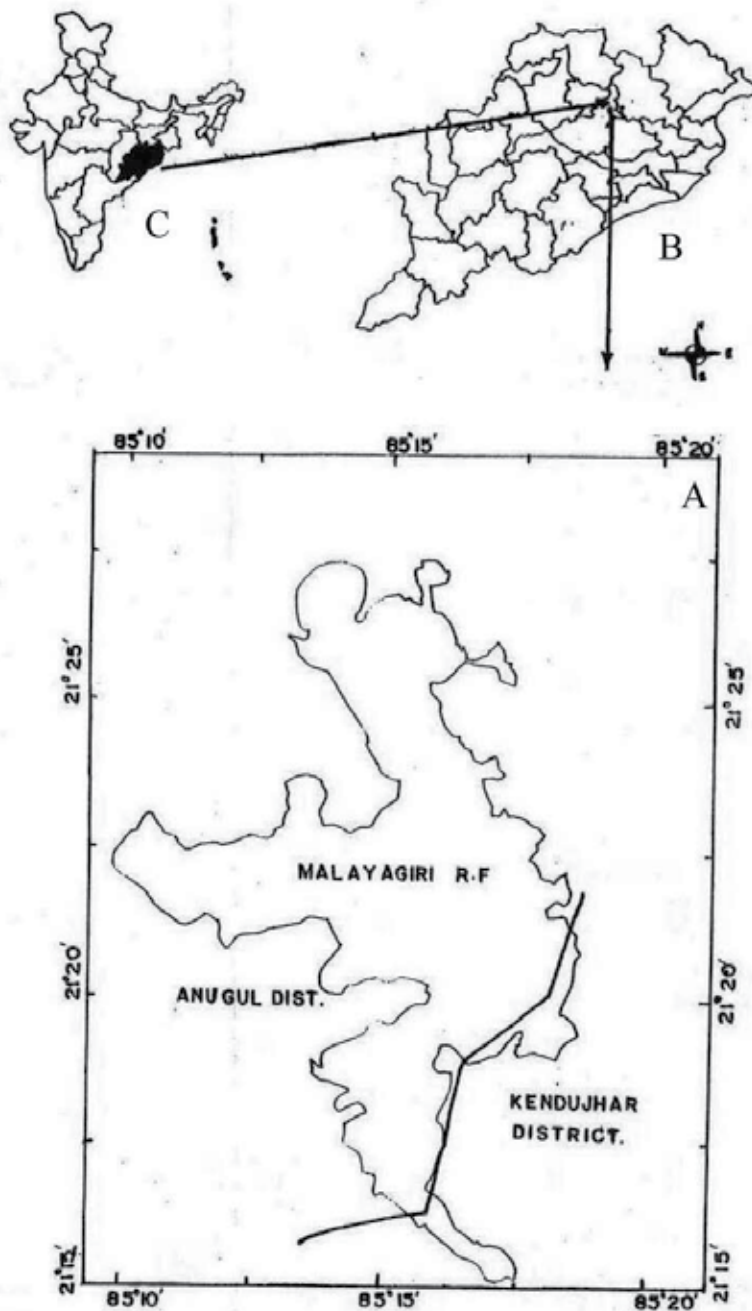 C
B
N
W E
S
85°10' 85°15' 85°20'
A
21°25' 21°25'
MALAYAGIRI R.F
21°20' 21°20'
ANUGUL DIST.
KENDUJHAR
DISTRICT.
21°15' 21°15'
85°10' 85°15' 85°20'